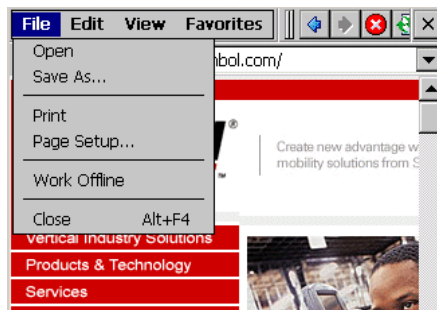 File Edit View Favorites
Open
Save As...
bol.com/
Print
Page Setup...
Work Offline
Close Alt+F4
®
Create new advantage w
mobility solutions from S
™
Vertical Industry Solutions
Products & Technology
Services